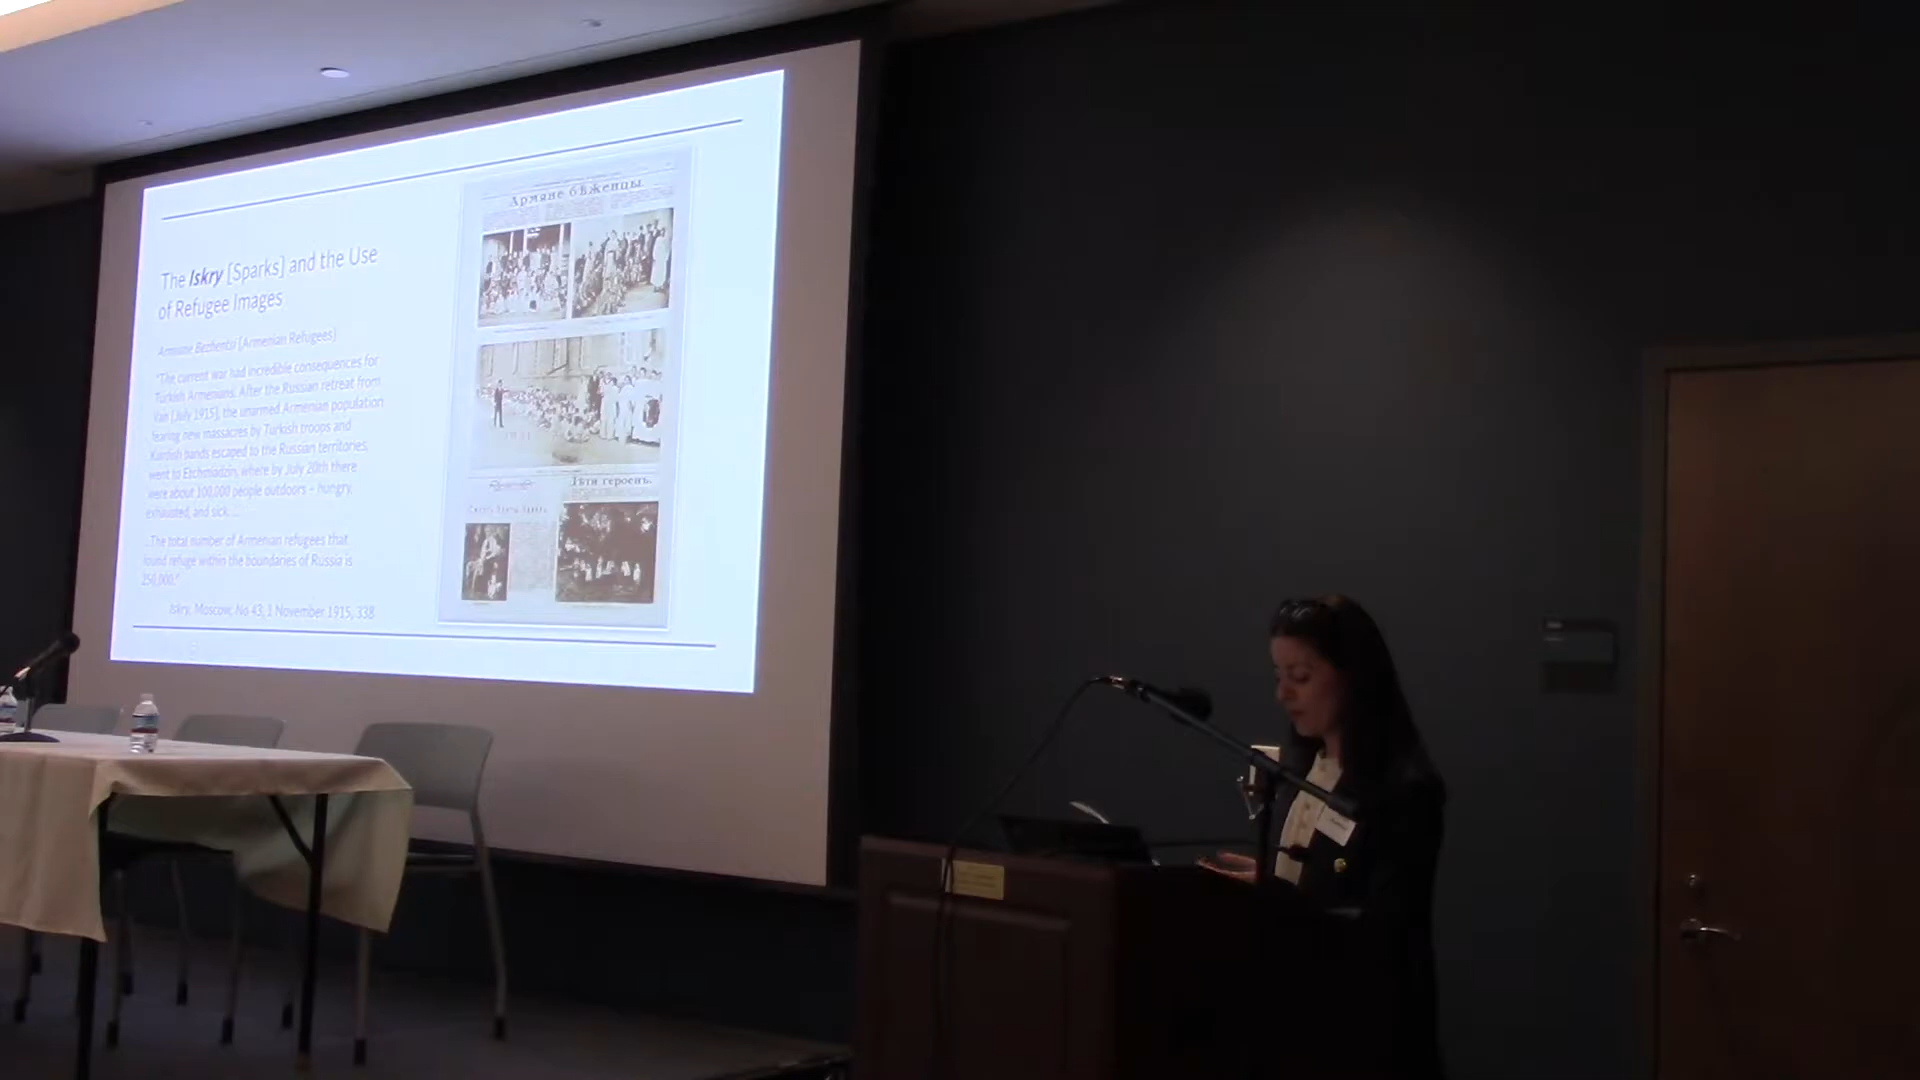 The Iskry [Sparks] and the Use
of Refugee Images
Armiane Bezhentsi [Armenian Refugees]
"The current war had incredible consequences for
Turkish Armenians. After the Russian retreat from
Van [July 1915], the unarmed Armenian population
fearing new massacres by Turkish troops and
Kurdish bands escaped to the Russian territories,
went to Etchmiadzin, where by July 20th there
were about 100,000 people outdoors – hungry,
exhausted, and sick. ...
...The total number of Armenian refugees that
found refuge within the boundaries of Russia is
250,000."
Iskry, Moscow, No 43, 1 November 1915, 338
Армяне бѣженцы
Дѣти героевъ.